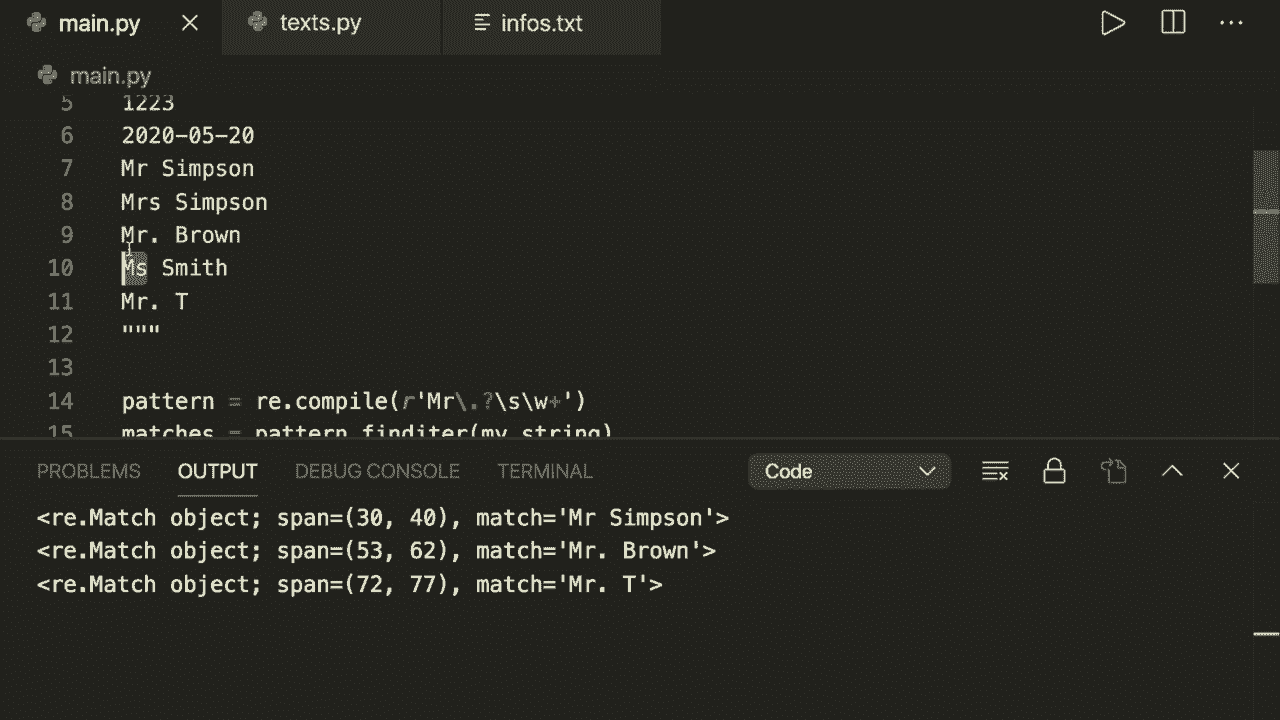 main.py texts.py infos.txt
main.py
5 1223
6 2020-05-20
7 Mr Simpson
8 Mrs Simpson
9 Mr. Brown
10 Ms Smith
11 Mr. T
12 """
13
14 pattern = re.compile(r'Mr\.?\s\w+')
15 matches = pattern.finditer(my_string)
PROBLEMS OUTPUT DEBUG CONSOLE TERMINAL Code
<re.Match object; span=(30, 40), match='Mr Simpson'>
<re.Match object; span=(53, 62), match='Mr. Brown'>
<re.Match object; span=(72, 77), match='Mr. T'>